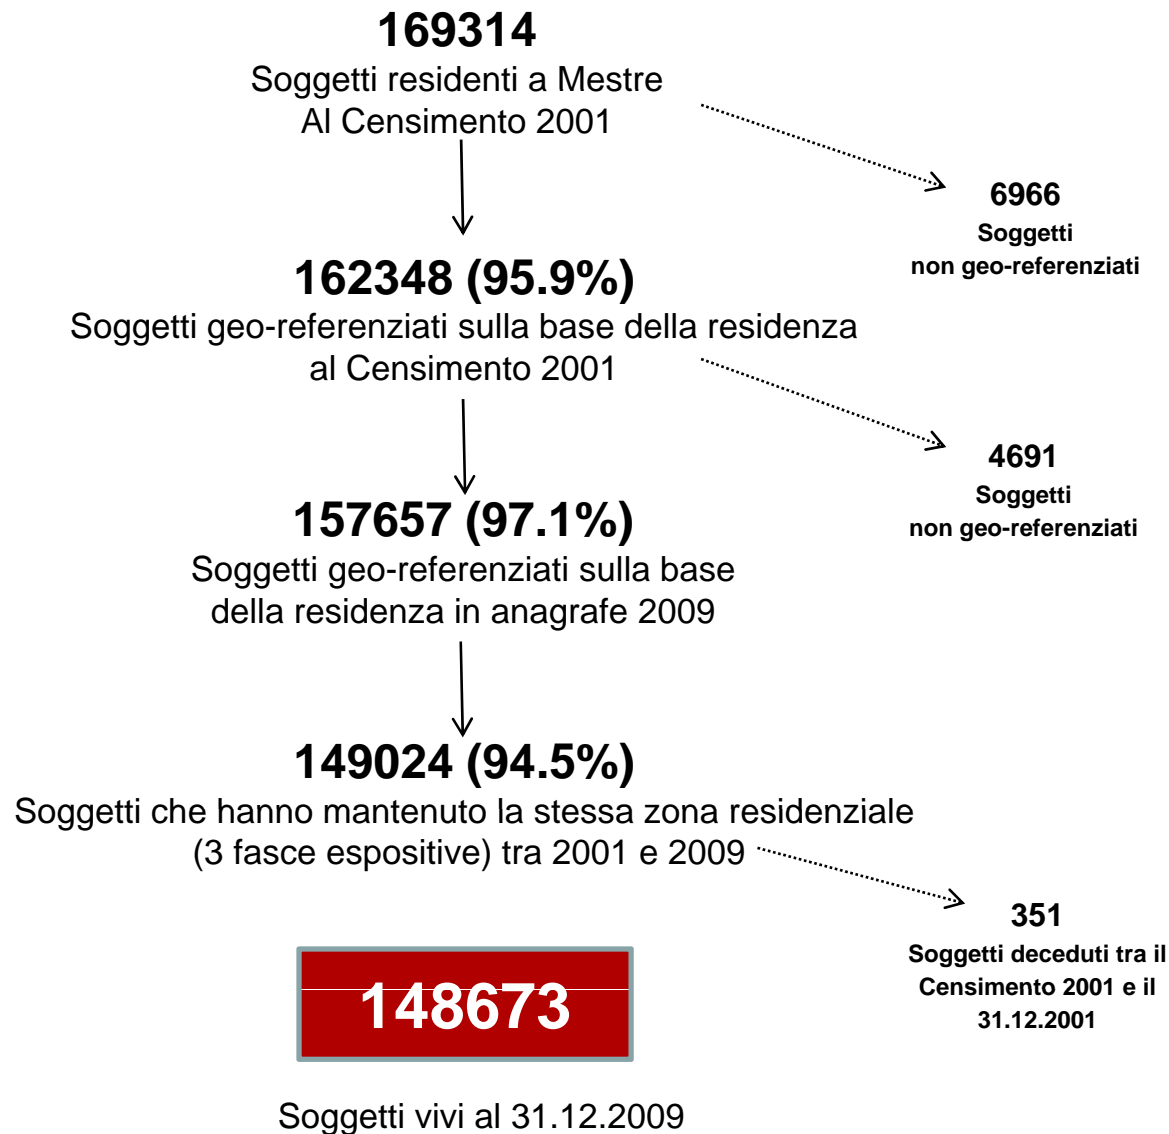 169314
Soggetti residenti a Mestre
Al Censimento 2001
6966
Soggetti
non geo-referenziati
162348 (95.9%)
Soggetti geo-referenziati sulla base della residenza
al Censimento 2001
4691
Soggetti
non geo-referenziati
157657 (97.1%)
Soggetti geo-referenziati sulla base
della residenza in anagrafe 2009
149024 (94.5%)
Soggetti che hanno mantenuto la stessa zona residenziale
(3 fasce espositive) tra 2001 e 2009
351
Soggetti deceduti tra il
Censimento 2001 e il
31.12.2001
148673
Soggetti vivi al 31.12.2009